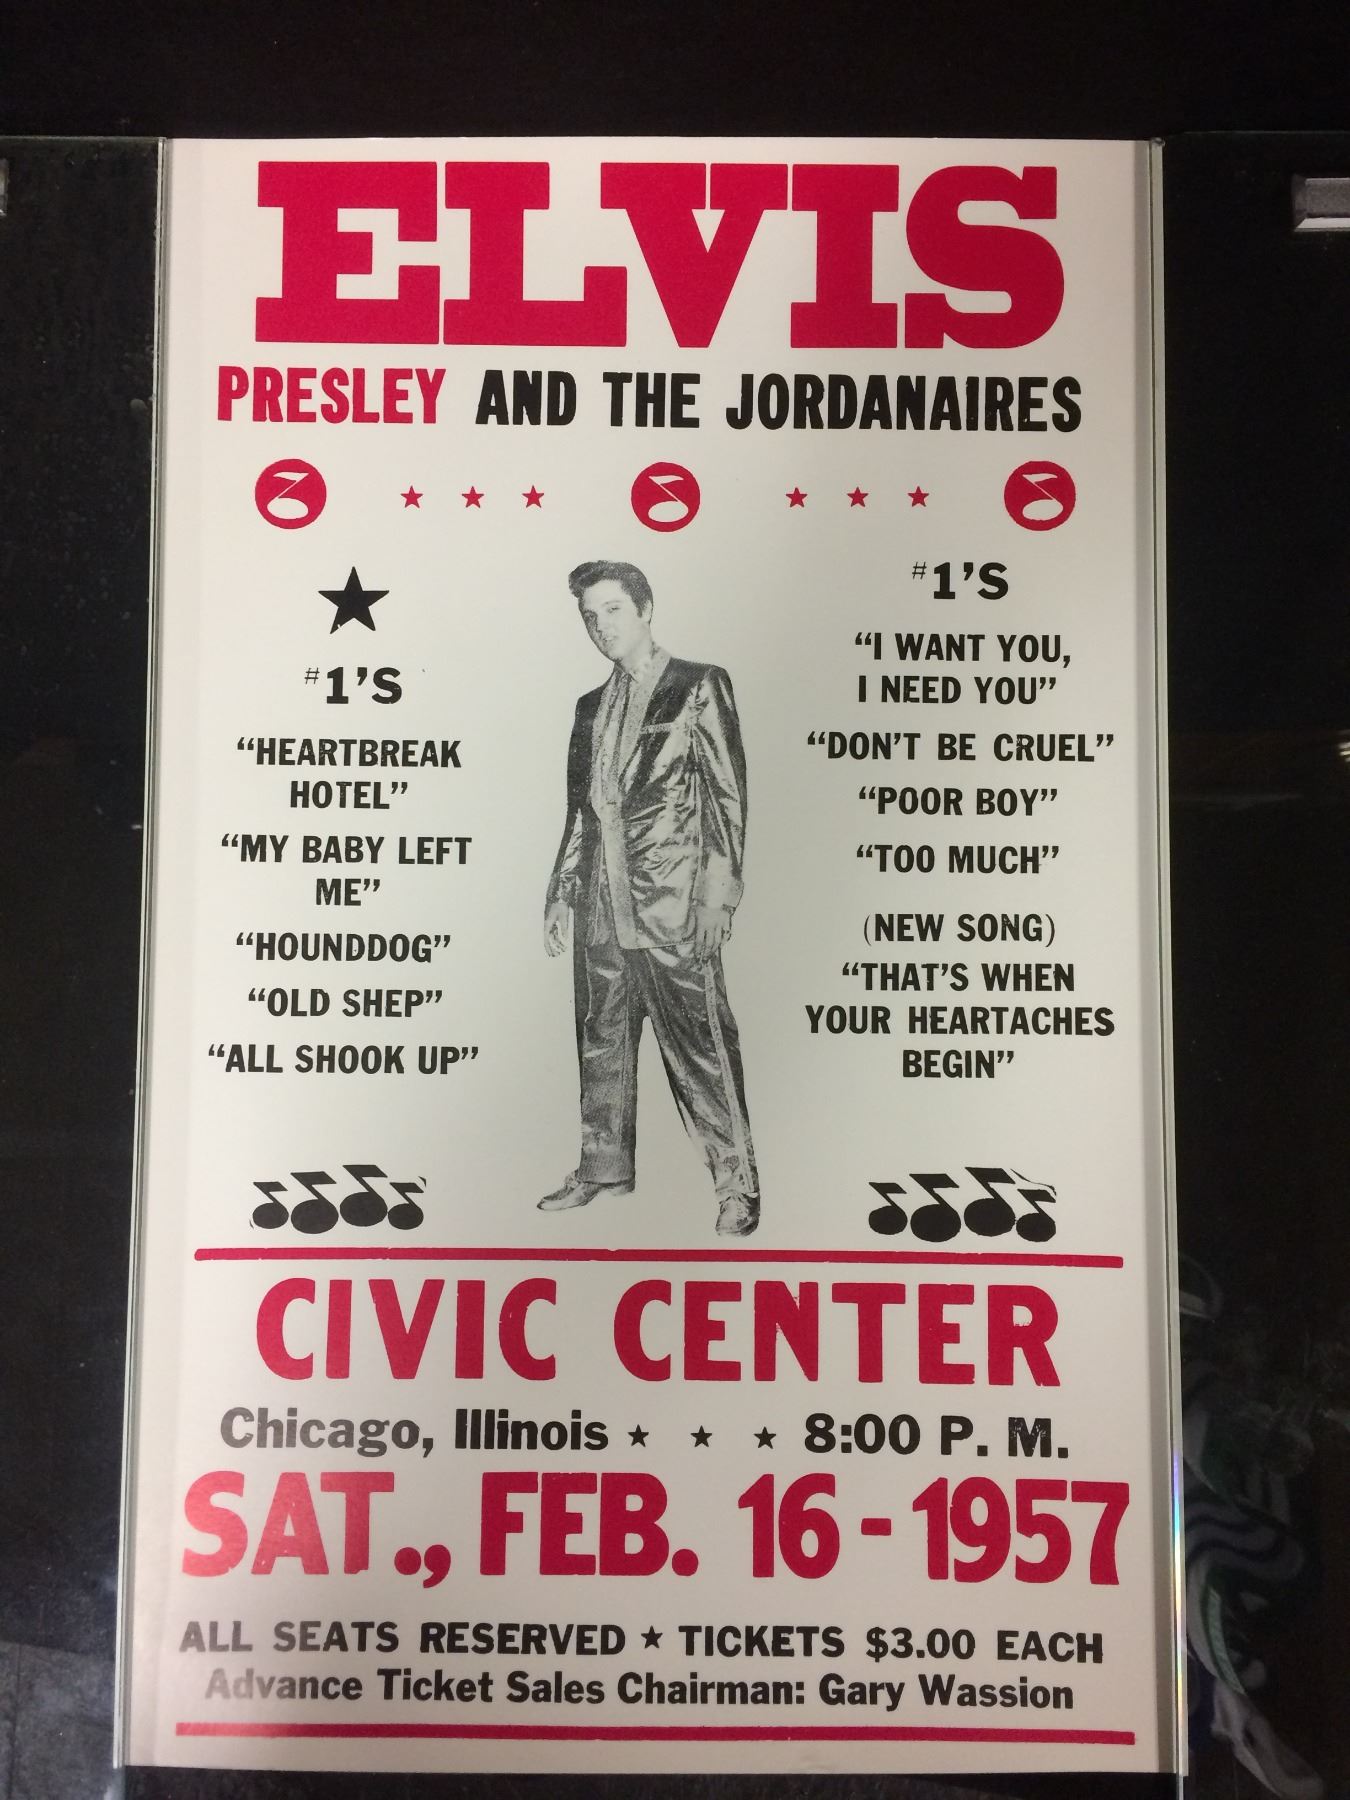 ELVIS
PRESLEY AND THE JORDANAIRES
#1'S
"HEARTBREAK
HOTEL"
"MY BABY LEFT
ME"
"HOUNDDOG"
"OLD SHEP"
"ALL SHOOK UP"
#1'S
"I WANT YOU,
I NEED YOU"
"DON'T BE CRUEL"
"POOR BOY"
"TOO MUCH"
(NEW SONG)
"THAT'S WHEN
YOUR HEARTACHES
BEGIN"
CIVIC CENTER
Chicago, Illinois ★ ★ ★ 8:00 P. M.
SAT., FEB. 16-1957
ALL SEATS RESERVED ★ TICKETS $3.00 EACH
Advance Ticket Sales Chairman: Gary Wassion